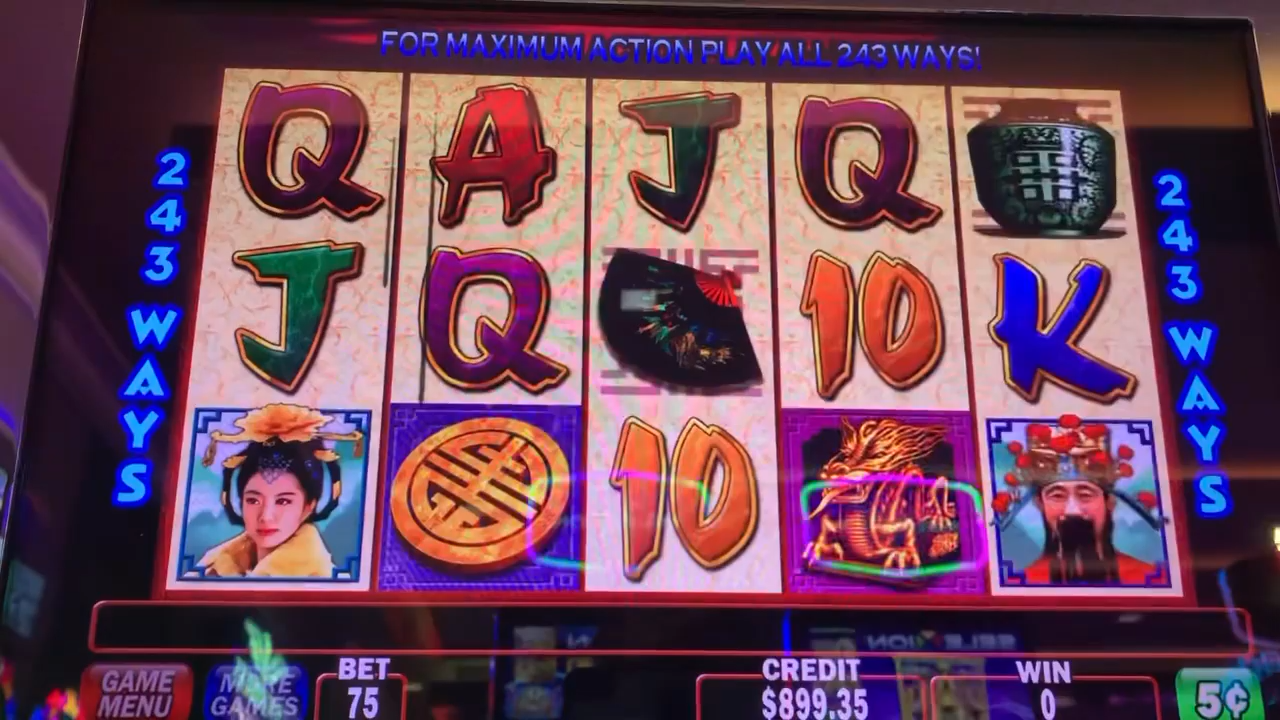 FOR MAXIMUM ACTION PLAY ALL 243 WAYS!
243 WAYS
Q A J Q
J Q 10 K
10
243 WAYS
GAME MENU
MORE GAMES
BET
75
CREDIT
$899.35
WIN
0
5¢